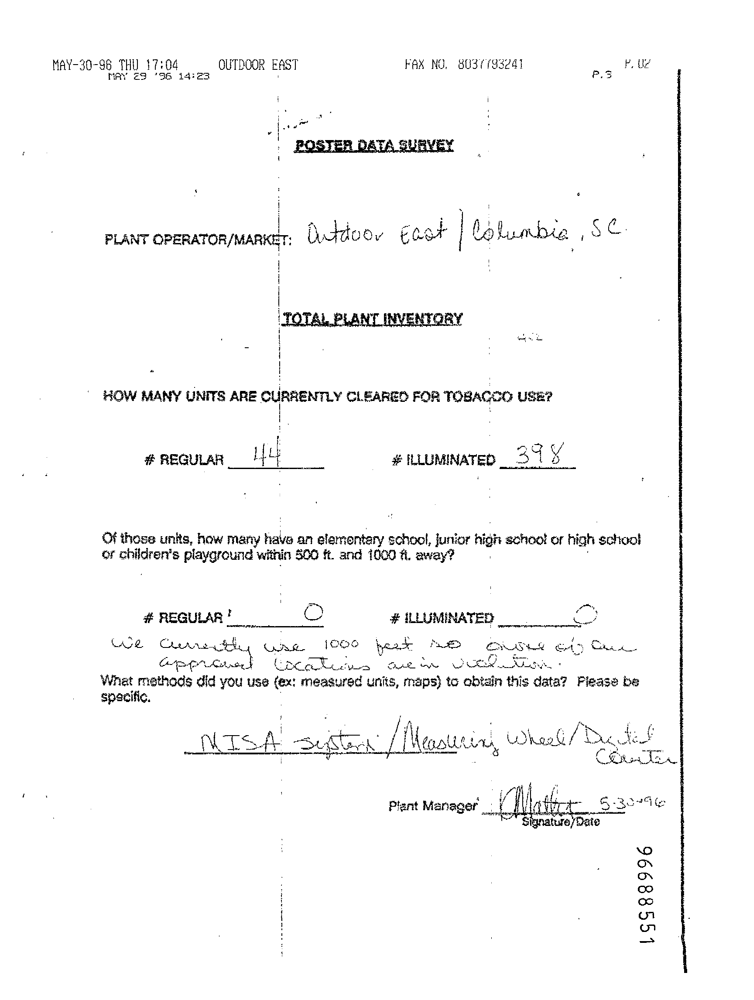 MAY-30-96 THU 17:04 OUTDOOR EAST FAX NO. 8037793241 P. 02
MAY 29 '96 14:23 P.3
POSTER DATA SURVEY
PLANT OPERATOR/MARKET: Outdoor East / Columbia, SC.
TOTAL PLANT INVENTORY
HOW MANY UNITS ARE CURRENTLY CLEARED FOR TOBACCO USE?
# REGULAR 44 # ILLUMINATED 398
Of those units, how many have an elementary school, junior high school or high school
or children's playground within 500 ft. and 1000 ft. away?
# REGULAR 0 # ILLUMINATED 0
We currently use 1000 feet so none of our
approved locations are in violation.
What methods did you use (ex: measured units, maps) to obtain this data? Please be
specific.
MISA system / Measuring Wheel / Digital
Counter
Plant Manager 5-30-96
Signature/Date
96688551